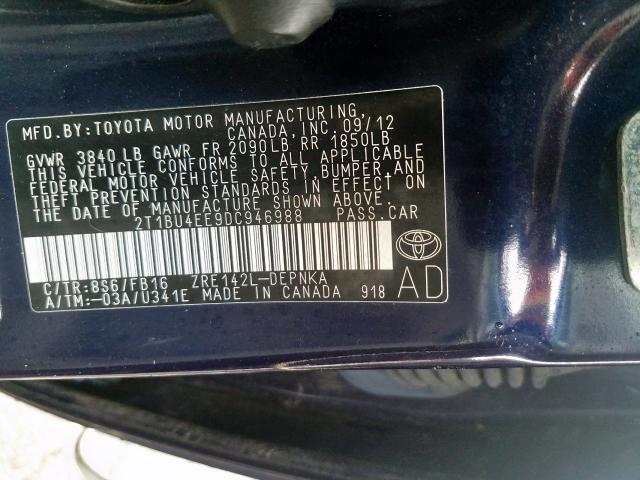 MFD.BY:TOYOTA MOTOR MANUFACTURING,
CANADA, INC. 09/12
GVWR 3840 LB GAWR FR 2090LB RR 1850LB
THIS VEHICLE CONFORMS TO ALL APPLICABLE
FEDERAL MOTOR VEHICLE SAFETY, BUMPER, AND
THEFT PREVENTION STANDARDS IN EFFECT ON
THE DATE OF MANUFACTURE SHOWN ABOVE.
2T1BU4EE9DC946988 PASS.CAR
C/TR:8S6/FB16 ZRE142L-DEPNKA
A/TM:-03A/U341E MADE IN CANADA 918
AD